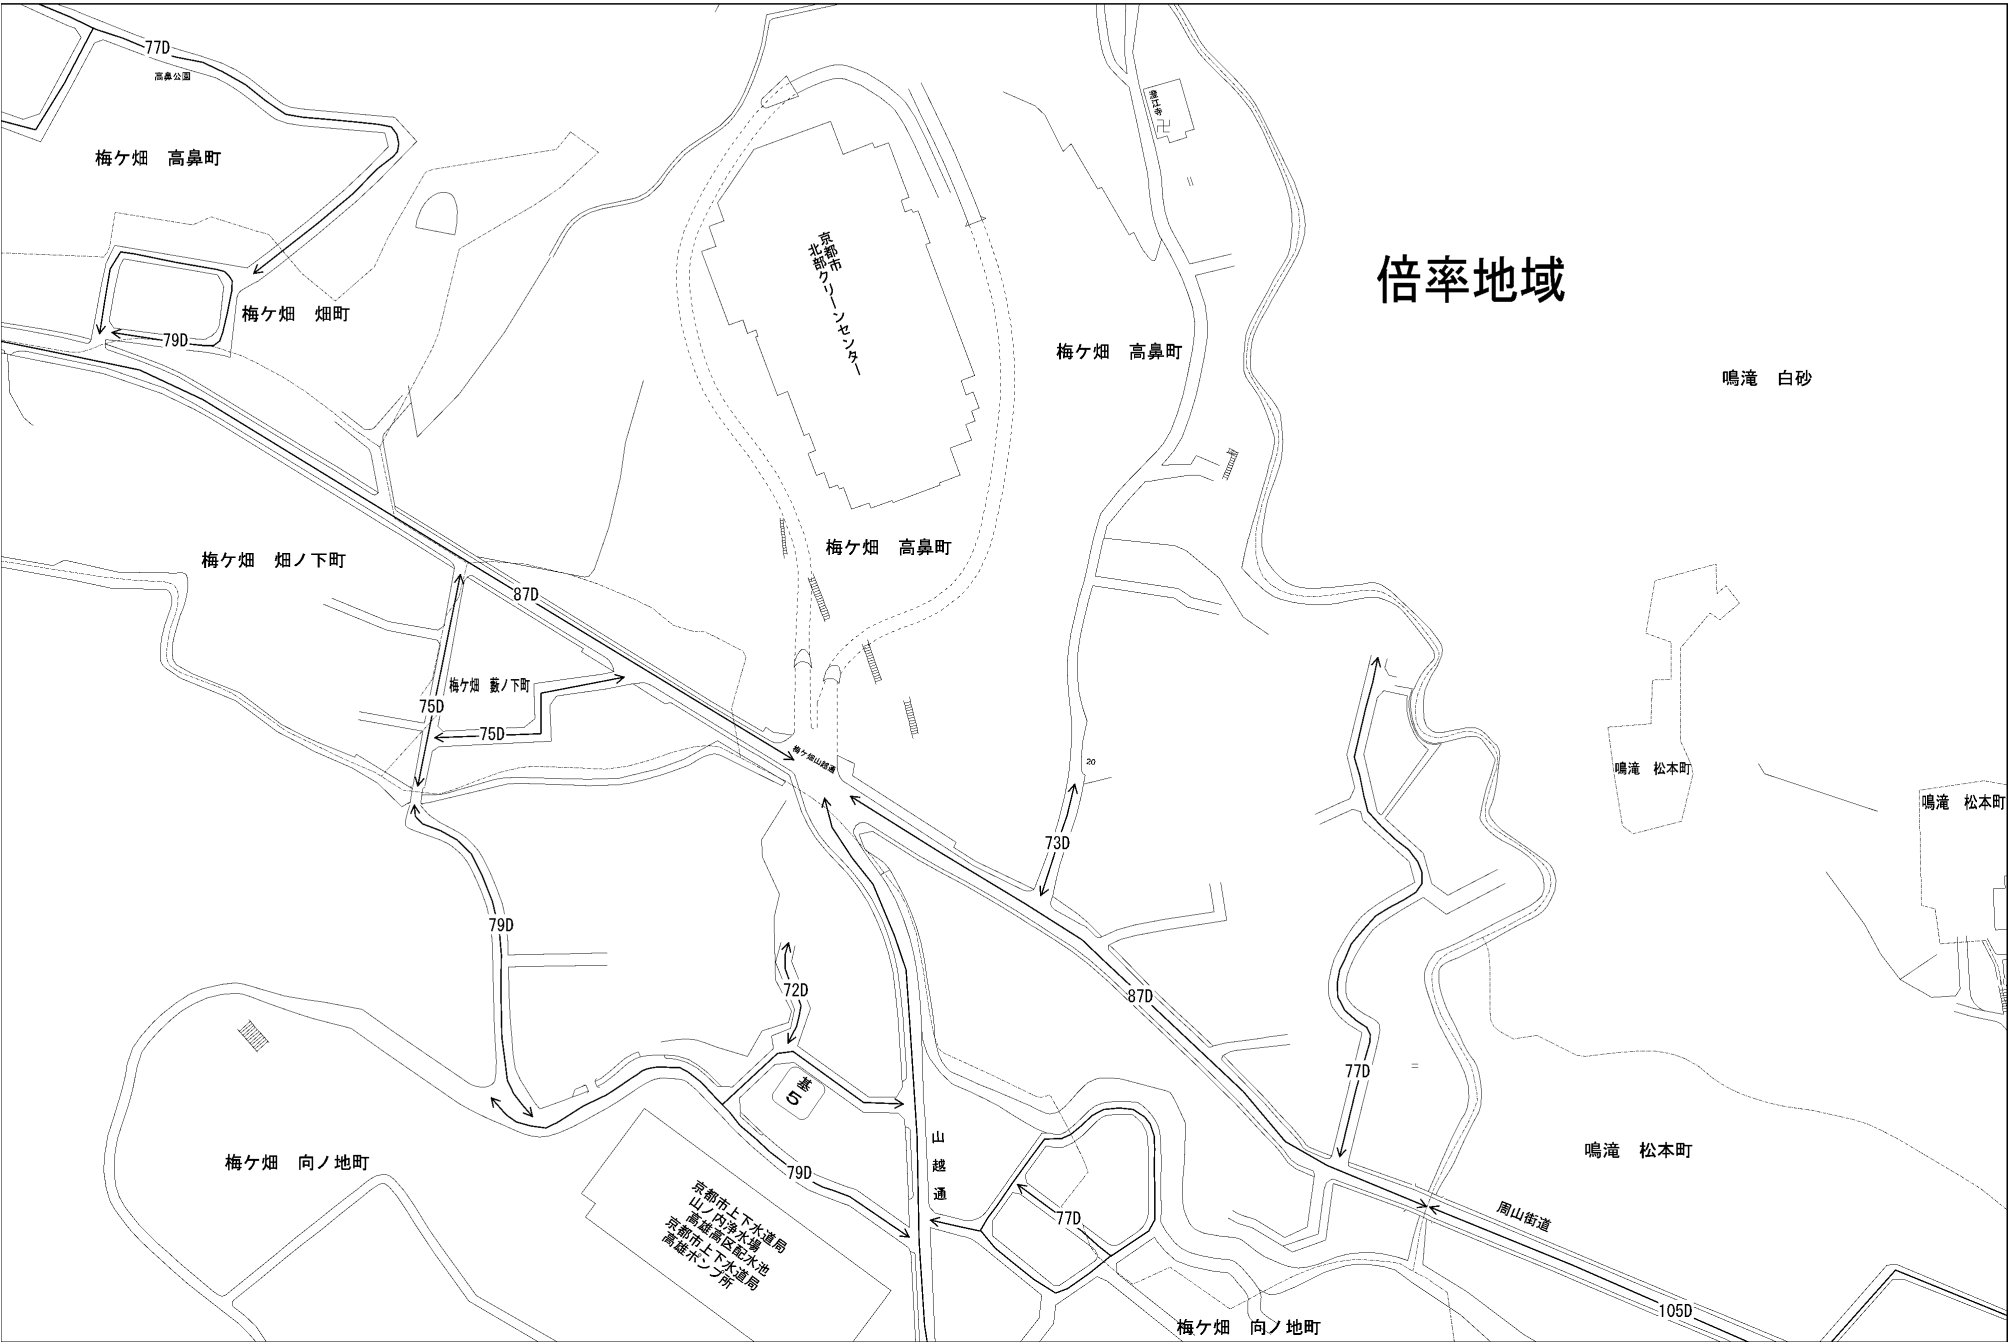 77D
高鼻公園
梅ケ畑　高鼻町
澄江寺
京都市
北部クリーンセンター
倍率地域
梅ケ畑　畑町
79D
梅ケ畑　高鼻町
鳴滝　白砂
梅ケ畑　高鼻町
梅ケ畑　畑ノ下町
87D
梅ケ畑　藪ノ下町
75D
75D
梅ケ畑山越通
20
鳴滝　松本町
鳴滝　松本町
73D
79D
72D
87D
77D
基
5
山越通
梅ケ畑　向ノ地町
79D
鳴滝　松本町
京都市上下水道局
山ノ内浄水場
高雄高区配水池
京都市上下水道局
高雄ポンプ所
77D
周山街道
105D
梅ケ畑　向ノ地町